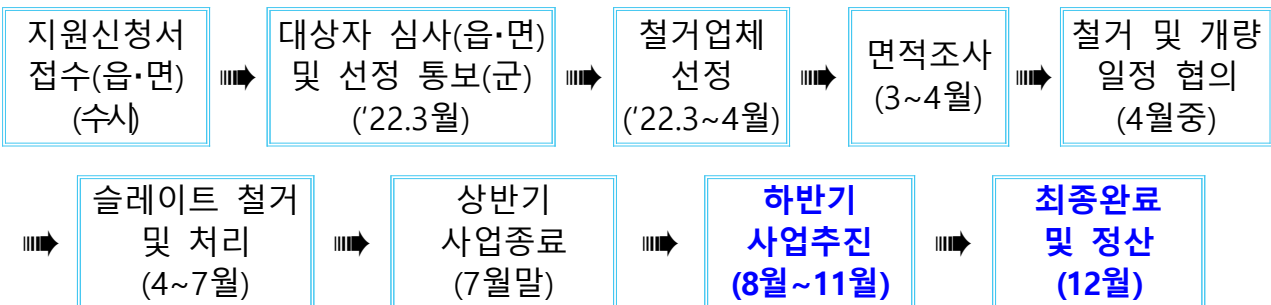 지원신청서
접수(읍·면)
(수시)
대상자 심사(읍·면)
및 선정 통보(군)
('22.3월)
철거업체
선정
('22.3~4월)
면적조사
(3~4월)
철거 및 개량
일정 협의
(4월중)
슬레이트 철거
및 처리
(4~7월)
상반기
사업종료
(7월말)
하반기
사업추진
(8월~11월)
최종완료
및 정산
(12월)